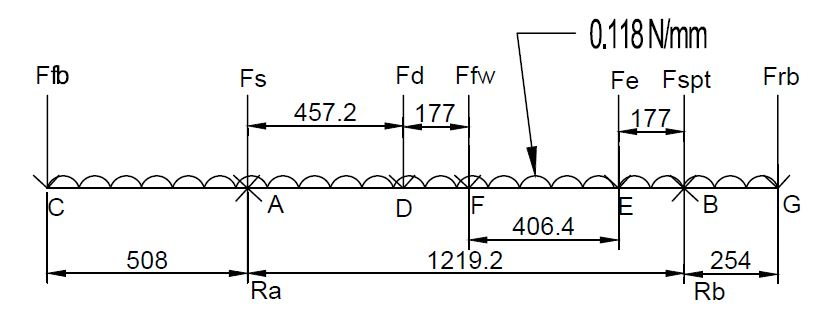 0.118 N/mm
Ffb Fs Fd Ffw Fe Fspt Frb
457.2 177 177
C A D F E B G
406.4
508 1219.2 254
Ra Rb